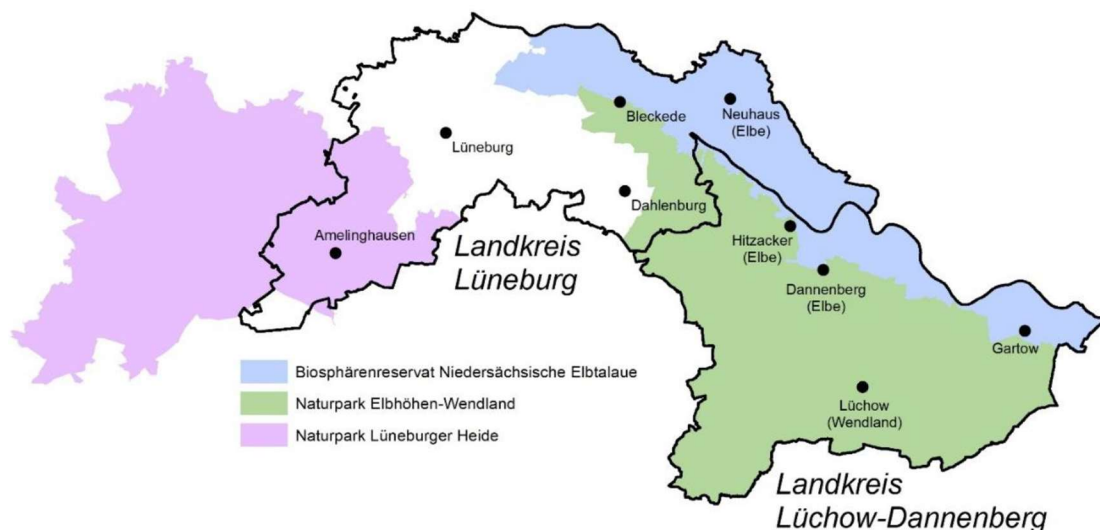 Bleckede
Neuhaus
(Elbe)
Lüneburg
Dahlenburg
Amelinghausen
Landkreis
Lüneburg
Hitzacker
(Elbe)
Dannenberg
(Elbe)
Gartow
Biosphärenreservat Niedersächsische Elbtalaue
Naturpark Elbhöhen-Wendland
Naturpark Lüneburger Heide
Lüchow
(Wendland)
Landkreis
Lüchow-Dannenberg